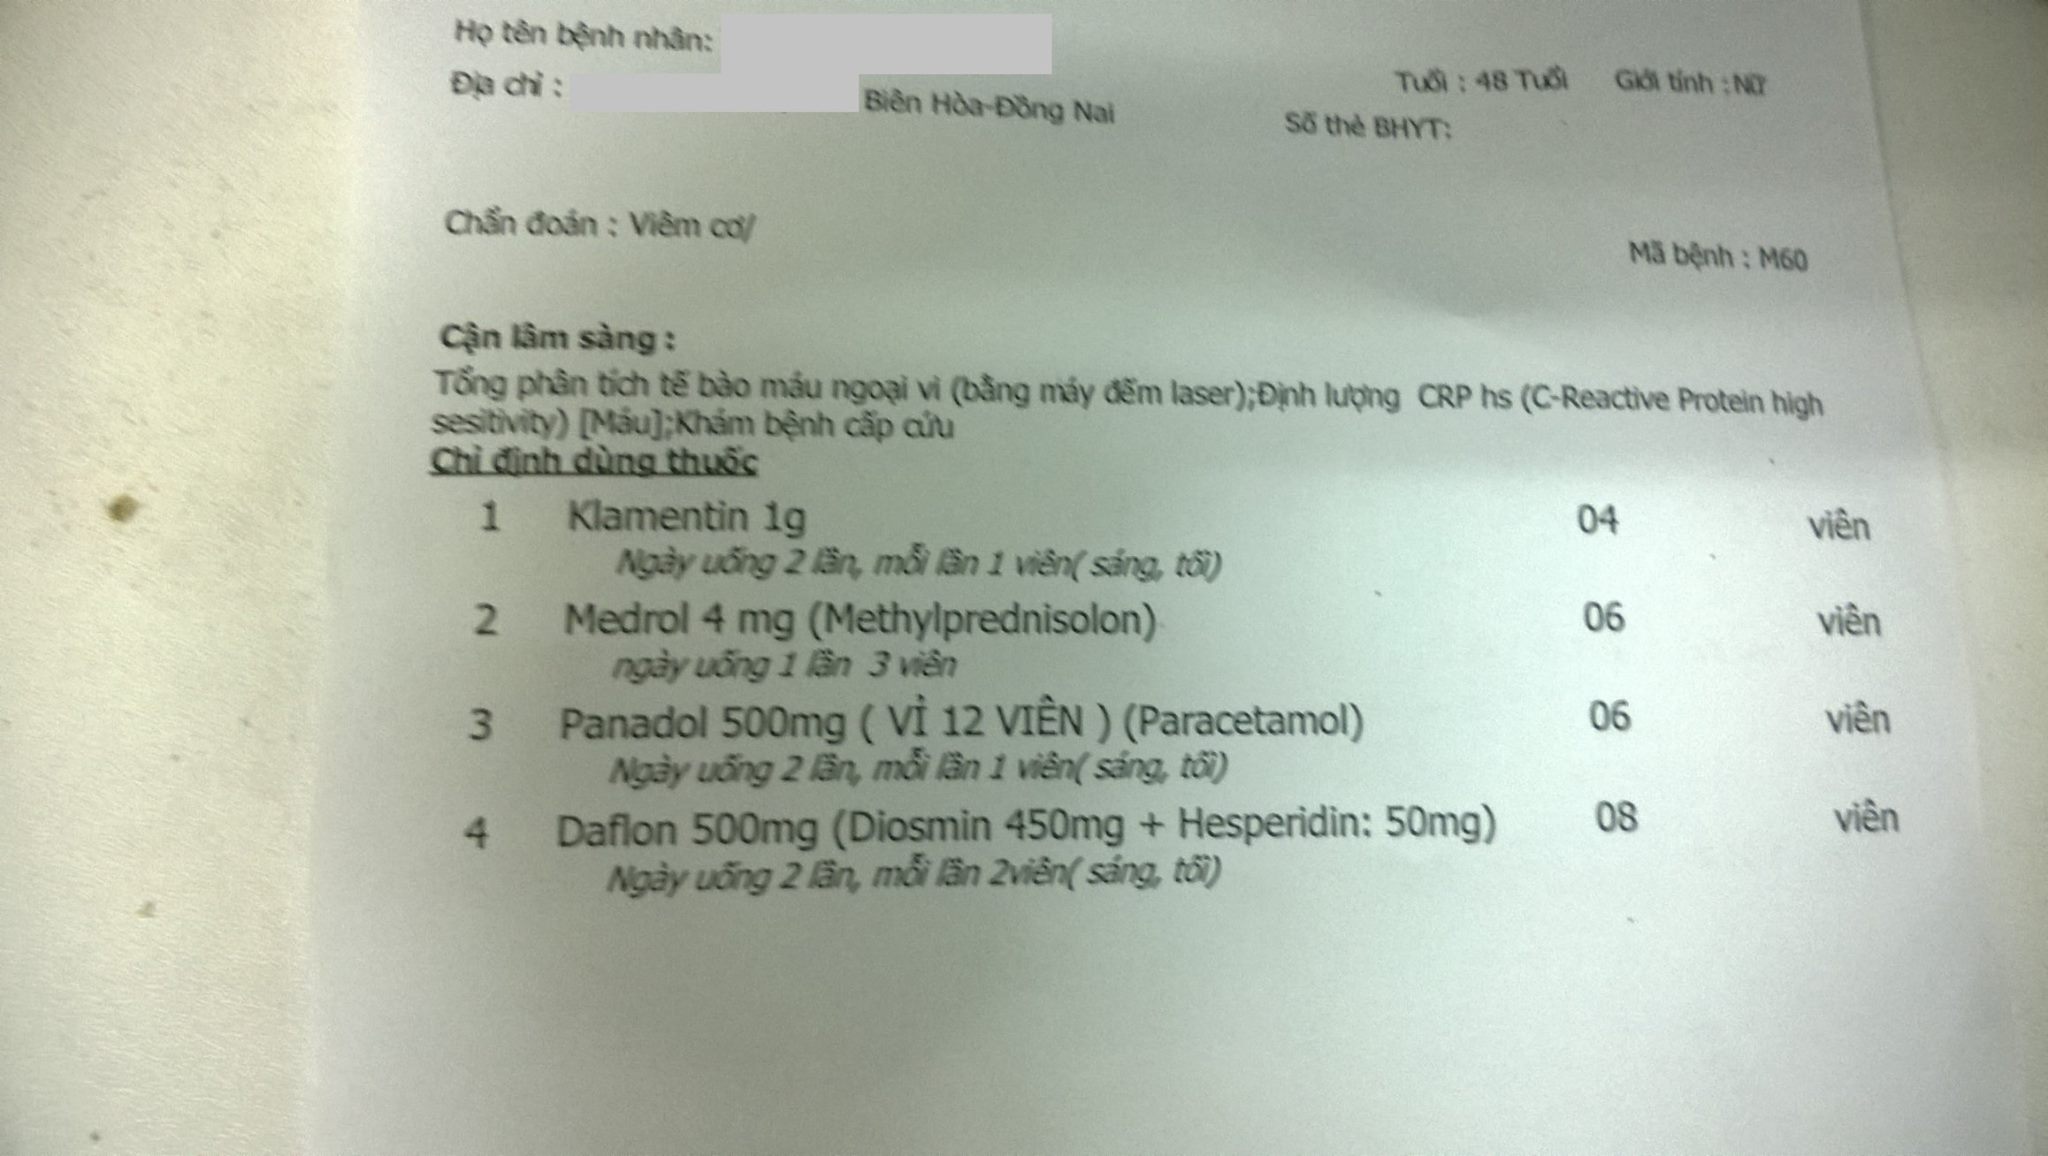 Họ tên bệnh nhân:
Địa chỉ : Biên Hòa-Đồng Nai Tuổi : 48 Tuổi Giới tính : Nữ
Số thẻ BHYT:
Chẩn đoán : Viêm cơ/
Mã bệnh : M60
Cận lâm sàng :
Tổng phân tích tế bào máu ngoại vi (bằng máy đếm laser);Định lượng CRP hs (C-Reactive Protein high
sesitivity) [Máu];Khám bệnh cấp cứu
Chỉ định dùng thuốc
1 Klamentin 1g 04 viên
Ngày uống 2 lần, mỗi lần 1 viên( sáng, tối)
2 Medrol 4 mg (Methylprednisolon) 06 viên
ngày uống 1 lần 3 viên
3 Panadol 500mg ( VỈ 12 VIÊN ) (Paracetamol) 06 viên
Ngày uống 2 lần, mỗi lần 1 viên( sáng, tối)
4 Daflon 500mg (Diosmin 450mg + Hesperidin: 50mg) 08 viên
Ngày uống 2 lần, mỗi lần 2viên( sáng, tối)